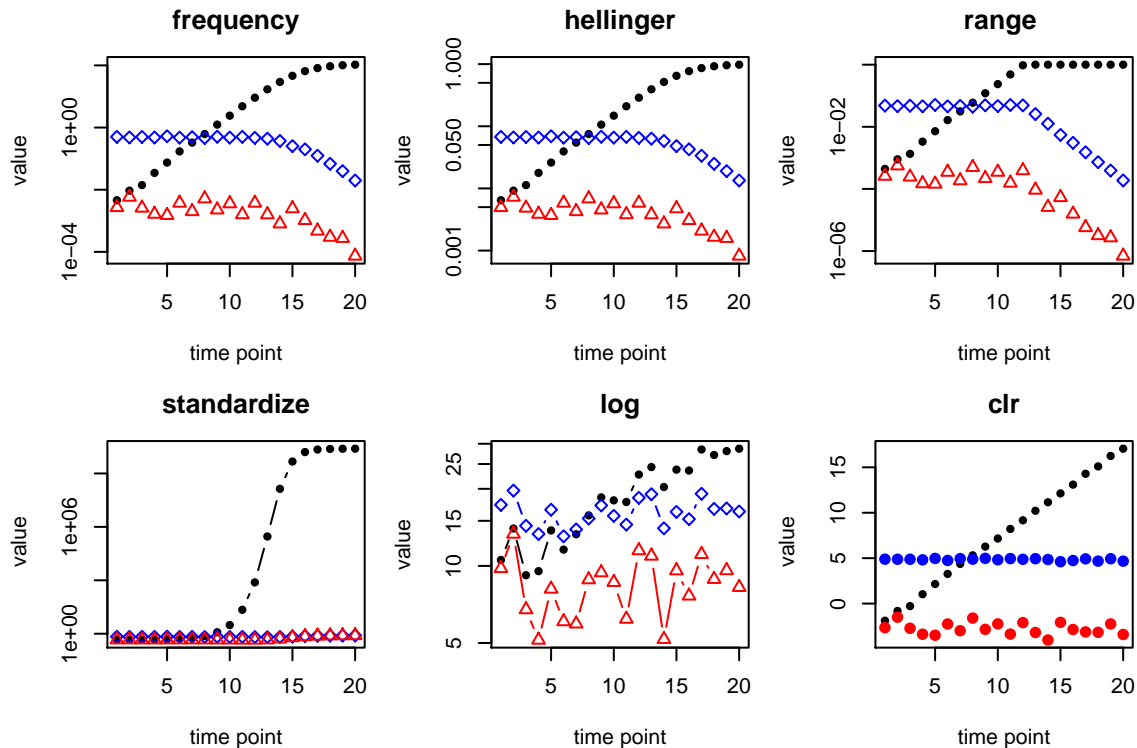 frequency
value
1e+00
1e−04
5
10
15
20
time point
hellinger
value
1.000
0.050
0.001
5
10
15
20
time point
range
value
1e−02
1e−06
5
10
15
20
time point
standardize
value
1e+06
1e+00
5
10
15
20
time point
log
value
25
15
10
5
5
10
15
20
time point
clr
value
15
10
5
0
5
10
15
20
time point